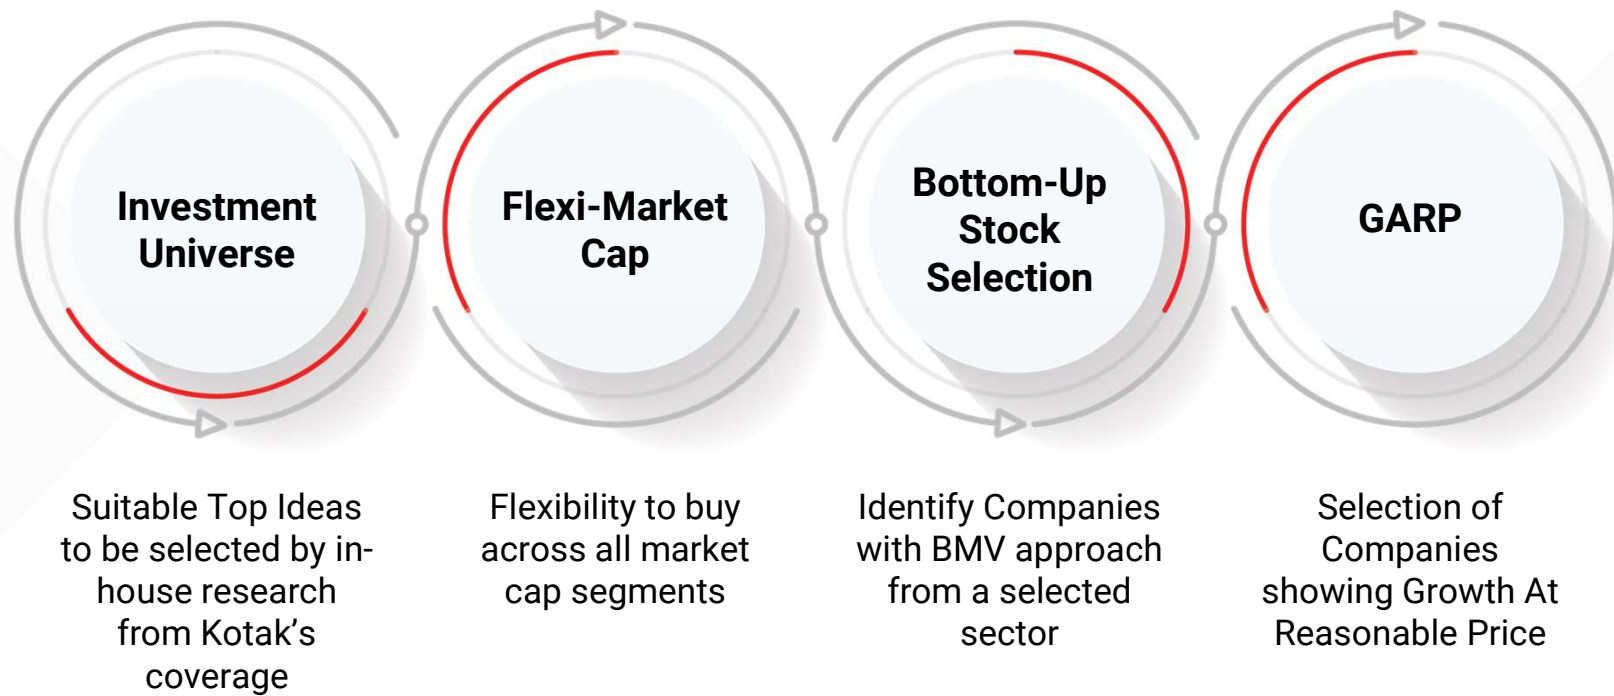 Investment
Universe
Suitable Top Ideas
to be selected by in-
house research
from Kotak’s
coverage
Flexi-Market
Cap
Flexibility to buy
across all market
cap segments
Bottom-Up
Stock
Selection
Identify Companies
with BMV approach
from a selected
sector
GARP
Selection of
Companies
showing Growth At
Reasonable Price